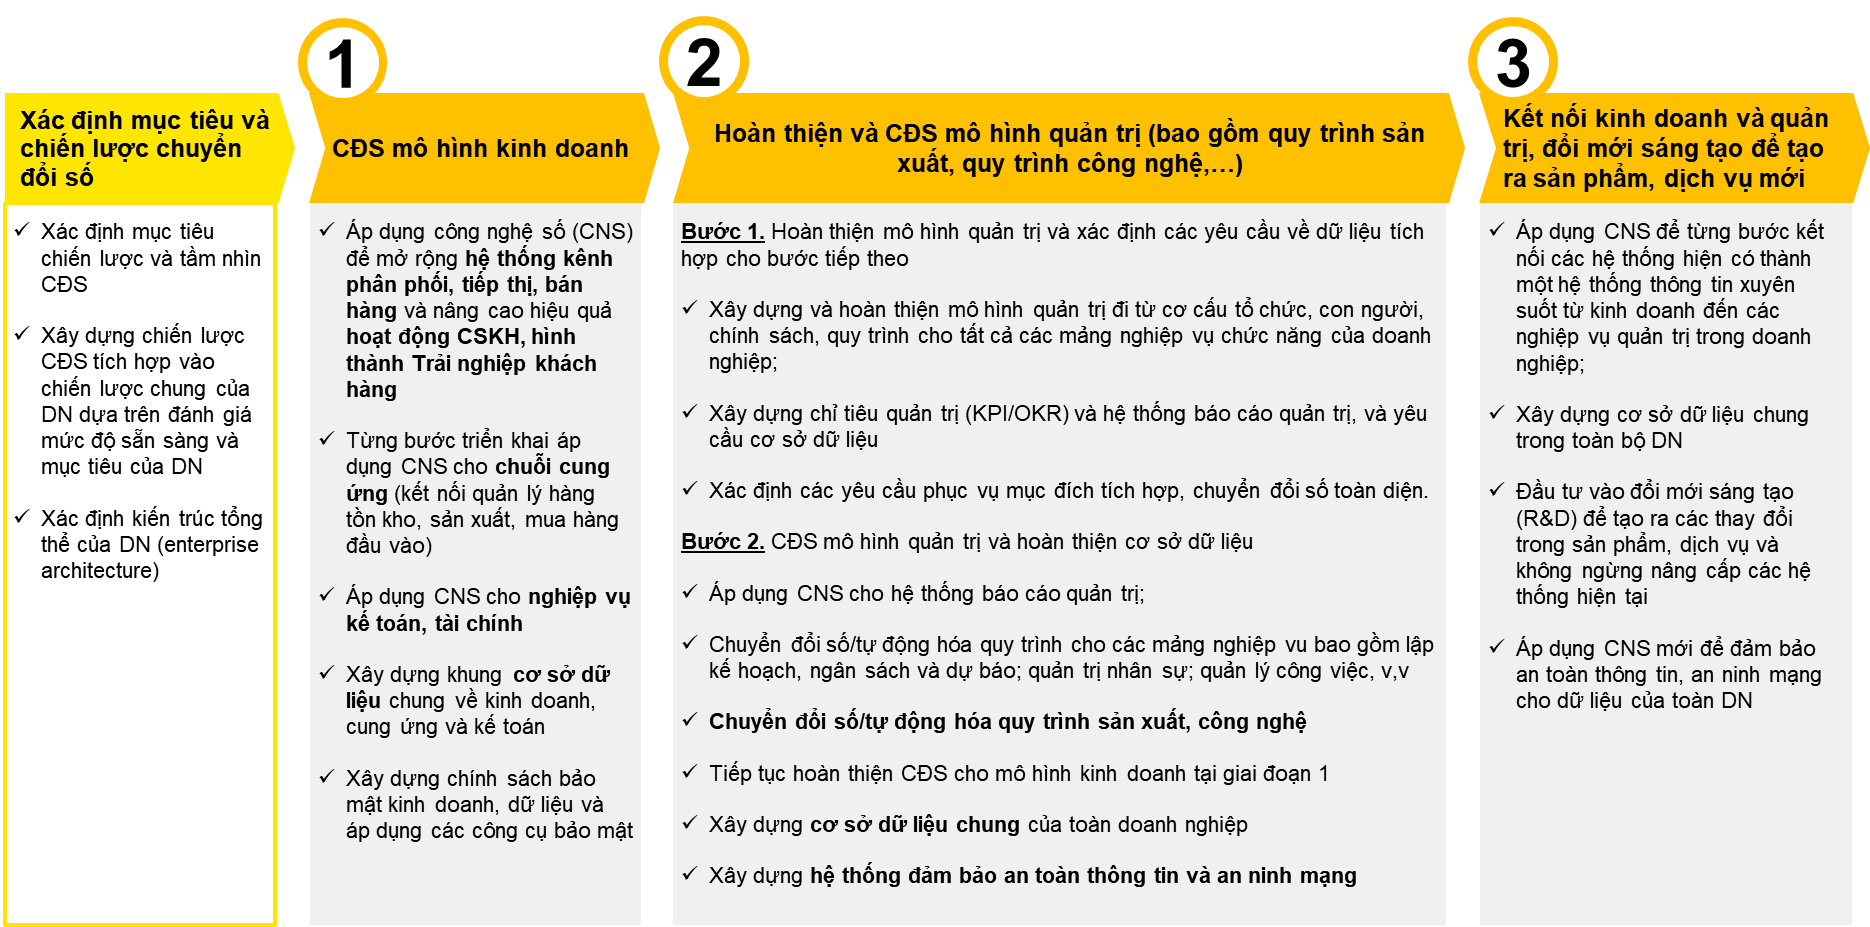 1
2
3
Xác định mục tiêu và
chiến lược chuyển
đổi số
CĐS mô hình kinh doanh
Hoàn thiện và CĐS mô hình quản trị (bao gồm quy trình sản
xuất, quy trình công nghệ,…)
Kết nối kinh doanh và quản
trị, đổi mới sáng tạo để tạo
ra sản phẩm, dịch vụ mới
✓ Xác định mục tiêu
chiến lược và tầm nhìn
CĐS
✓ Xây dựng chiến lược
CĐS tích hợp vào
chiến lược chung của
DN dựa trên đánh giá
mức độ sẵn sàng và
mục tiêu của DN
✓ Xác định kiến trúc tổng
thể của DN (enterprise
architecture)
✓ Áp dụng công nghệ số (CNS)
để mở rộng hệ thống kênh
phân phối, tiếp thị, bán
hàng và nâng cao hiệu quả
hoạt động CSKH, hình
thành Trải nghiệp khách
hàng
✓ Từng bước triển khai áp
dụng CNS cho chuỗi cung
ứng (kết nối quản lý hàng
tồn kho, sản xuất, mua hàng
đầu vào)
✓ Áp dụng CNS cho nghiệp vụ
kế toán, tài chính
✓ Xây dựng khung cơ sở dữ
liệu chung về kinh doanh,
cung ứng và kế toán
✓ Xây dựng chính sách bảo
mật kinh doanh, dữ liệu và
áp dụng các công cụ bảo mật
Bước 1. Hoàn thiện mô hình quản trị và xác định các yêu cầu về dữ liệu tích
hợp cho bước tiếp theo
✓ Xây dựng và hoàn thiện mô hình quản trị đi từ cơ cấu tổ chức, con người,
chính sách, quy trình cho tất cả các mảng nghiệp vụ chức năng của doanh
nghiệp;
✓ Xây dựng chỉ tiêu quản trị (KPI/OKR) và hệ thống báo cáo quản trị, và yêu
cầu cơ sở dữ liệu
✓ Xác định các yêu cầu phục vụ mục đích tích hợp, chuyển đổi số toàn diện.
Bước 2. CĐS mô hình quản trị và hoàn thiện cơ sở dữ liệu
✓ Áp dụng CNS cho hệ thống báo cáo quản trị;
✓ Chuyển đổi số/tự động hóa quy trình cho các mảng nghiệp vu bao gồm lập
kế hoạch, ngân sách và dự báo; quản trị nhân sự; quản lý công việc, v,v
✓ Chuyển đổi số/tự động hóa quy trình sản xuất, công nghệ
✓ Tiếp tục hoàn thiện CĐS cho mô hình kinh doanh tại giai đoạn 1
✓ Xây dựng cơ sở dữ liệu chung của toàn doanh nghiệp
✓ Xây dựng hệ thống đảm bảo an toàn thông tin và an ninh mạng
✓ Áp dụng CNS để từng bước kết
nối các hệ thống hiện có thành
một hệ thống thông tin xuyên
suốt từ kinh doanh đến các
nghiệp vụ quản trị trong doanh
nghiệp;
✓ Xây dựng cơ sở dữ liệu chung
trong toàn bộ DN
✓ Đầu tư vào đổi mới sáng tạo
(R&D) để tạo ra các thay đổi
trong sản phẩm, dịch vụ và
không ngừng nâng cấp các hệ
thống hiện tại
✓ Áp dụng CNS mới để đảm bảo
an toàn thông tin, an ninh mạng
cho dữ liệu của toàn DN